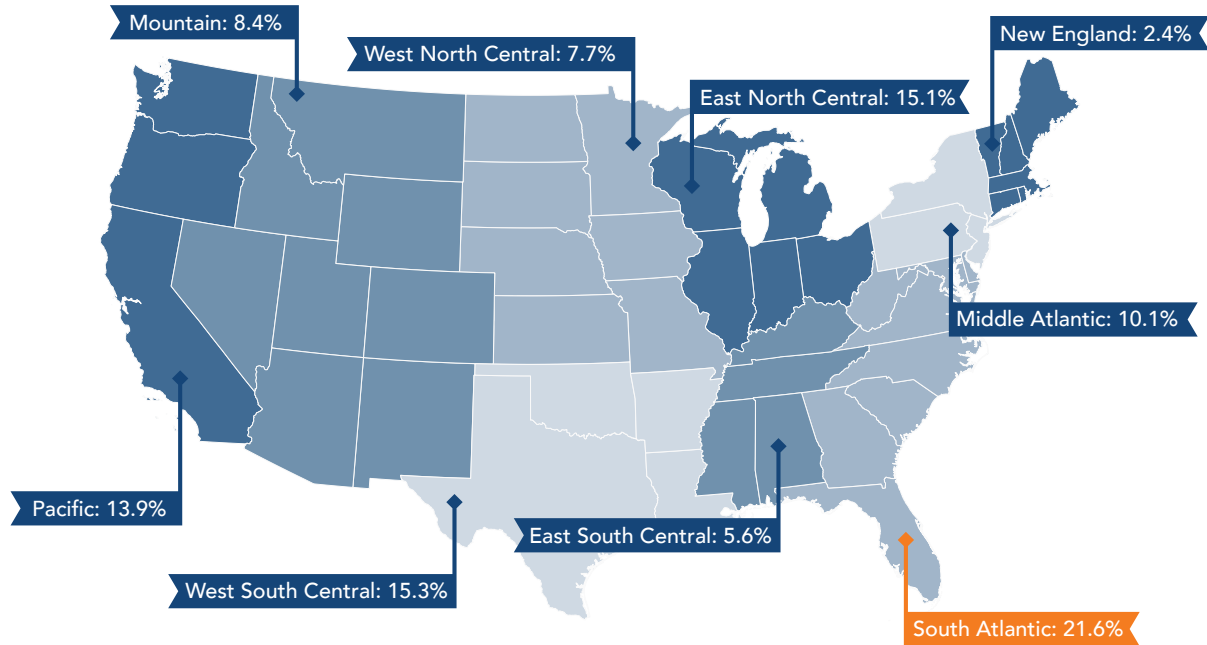 Mountain: 8.4%
New England: 2.4%
West North Central: 7.7%
East North Central: 15.1%
Middle Atlantic: 10.1%
Pacific: 13.9%
East South Central: 5.6%
West South Central: 15.3%
South Atlantic: 21.6%